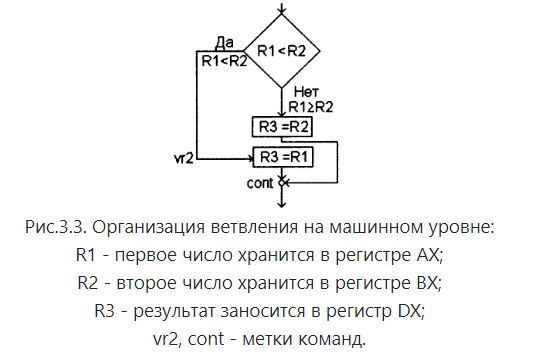 Да
R1<R2
R1<R2
Нет
R1≥R2
R3 =R2
R3 =R1
vr2
cont
Рис.3.3. Организация ветвления на машинном уровне:
R1 - первое число хранится в регистре AX;
R2 - второе число хранится в регистре BX;
R3 - результат заносится в регистр DX;
vr2, cont - метки команд.